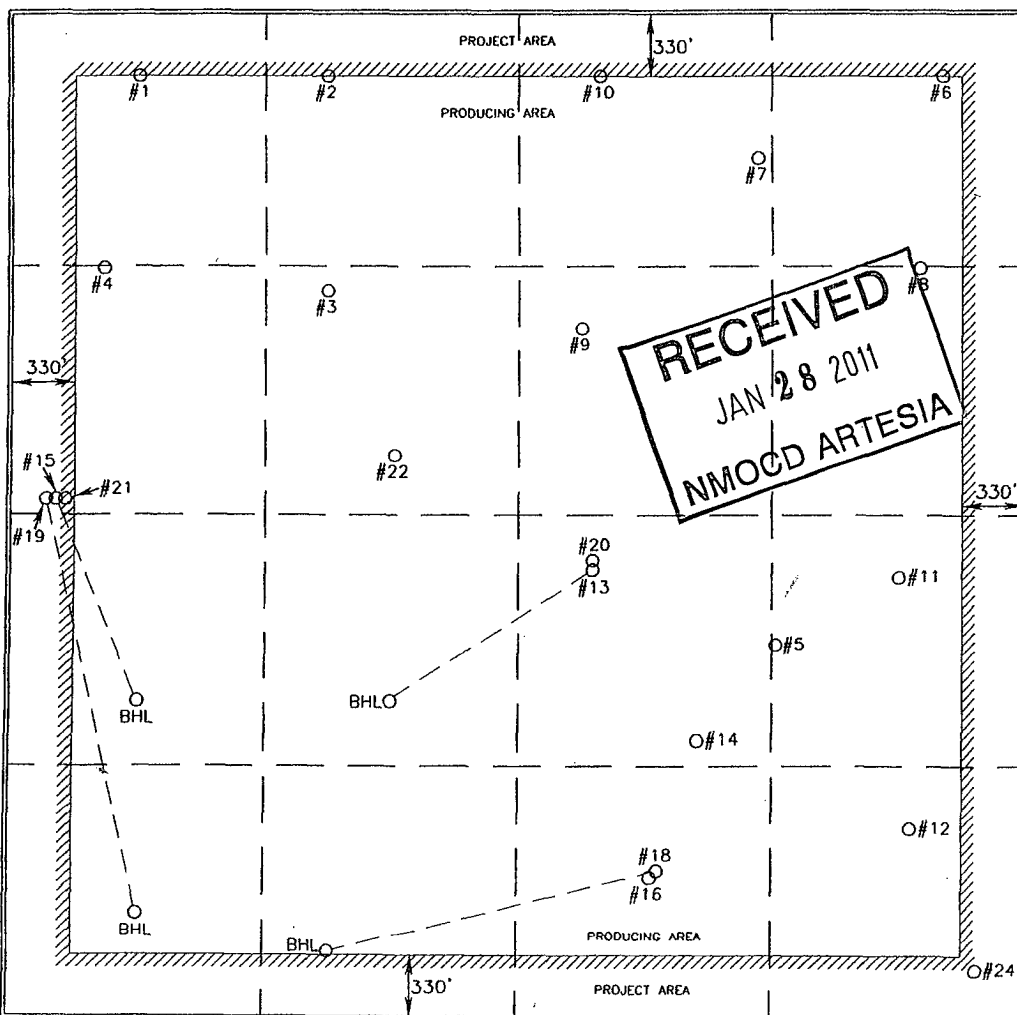 PROJECT AREA
330'
#1
#2
#10
#6
PRODUCING AREA
#7
#4
#3
#8
#9
RECEIVED
JAN 28 2011
NMOCD ARTESIA
330'
#15
#22
#21
330'
#19
#20
#13
#11
#5
BHL
BHL
#14
#12
#18
#16
BHL
BHL
PRODUCING AREA
#24
330'
PROJECT AREA